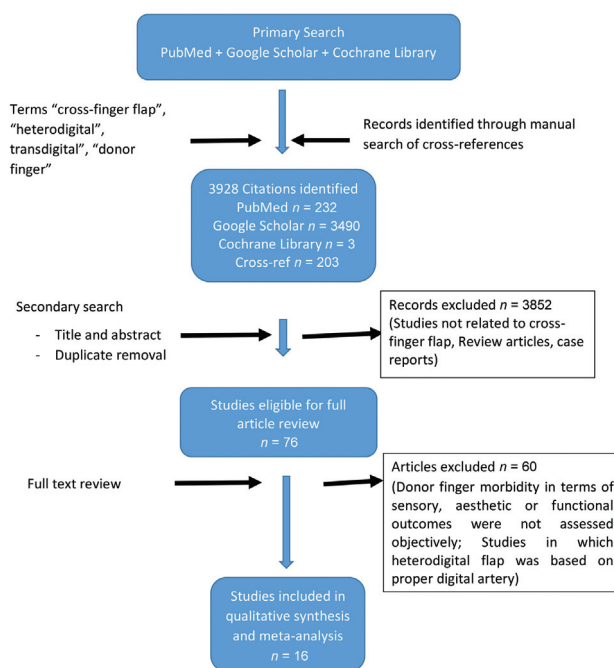 Primary Search
PubMed + Google Scholar + Cochrane Library
Terms “cross-finger flap”,
“heterodigital”,
transdigital”, “donor
finger”
Records identified through manual
search of cross-references
3928 Citations identified
PubMed n = 232
Google Scholar n = 3490
Cochrane Library n = 3
Cross-ref n = 203
Secondary search
- Title and abstract
- Duplicate removal
Records excluded n = 3852
(Studies not related to cross-
finger flap, Review articles, case
reports)
Studies eligible for full
article review
n = 76
Full text review
Articles excluded n = 60
(Donor finger morbidity in terms of
sensory, aesthetic or functional
outcomes were not assessed
objectively; Studies in which
heterodigital flap was based on
proper digital artery)
Studies included in
qualitative synthesis
and meta-analysis
n = 16